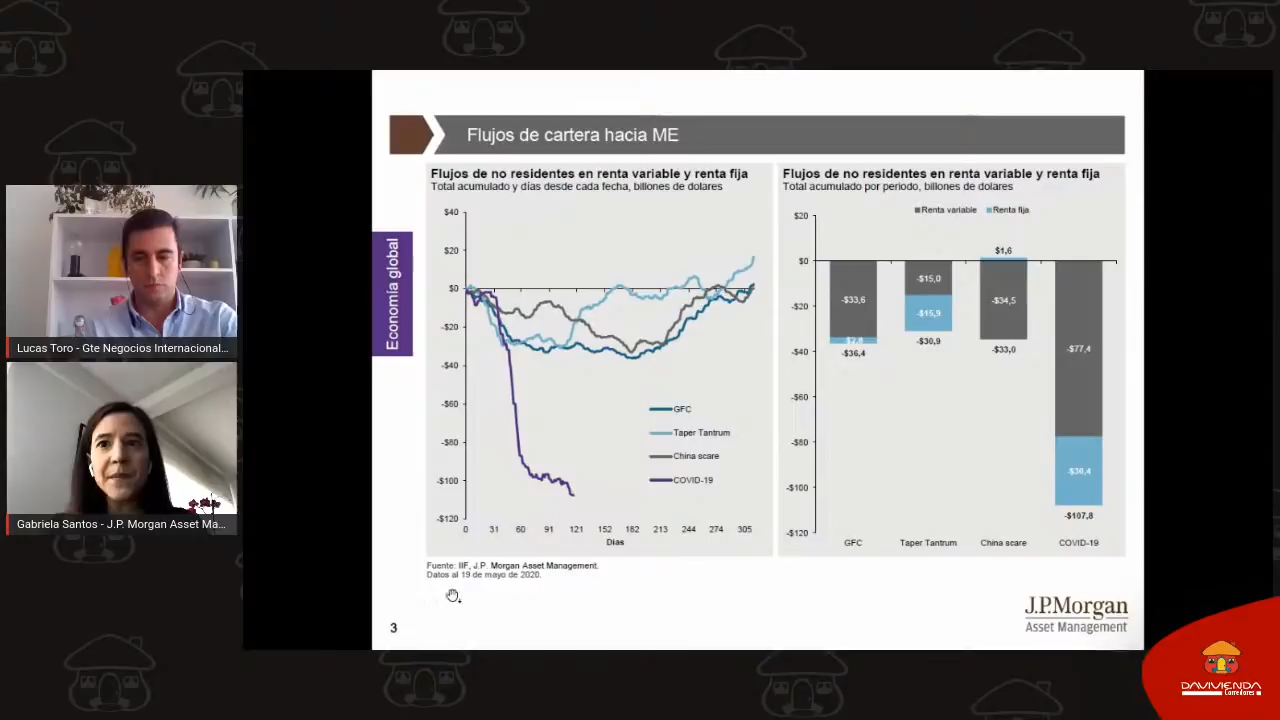 Flujos de cartera hacia ME
Economía global
Flujos de no residentes en renta variable y renta fija
Total acumulado y días desde cada fecha, billones de dolares
$40
$20
$0
-$20
-$40
-$60
-$80
-$100
-$120
0 31 60 91 121 152 182 213 244 274 305
Días
GFC
Taper Tantrum
China scare
COVID-19
Flujos de no residentes en renta variable y renta fija
Total acumulado por periodo, billones de dolares
Renta variable Renta fija
$20
$0
-$20
-$40
-$60
-$80
-$100
-$120
-$33,6
-$36,4
-$15,0
-$15,9
-$30,9
$1,6
-$34,5
-$33,0
-$77,4
-$30,4
-$107,8
GFC Taper Tantrum China scare COVID-19
Fuente: IIF, J.P. Morgan Asset Management.
Datos al 19 de mayo de 2020.
3
J.P.Morgan
Asset Management
Lucas Toro - Gte Negocios Internacional...
Gabriela Santos - J.P. Morgan Asset Ma...
DAVIVIENDA
Corredores